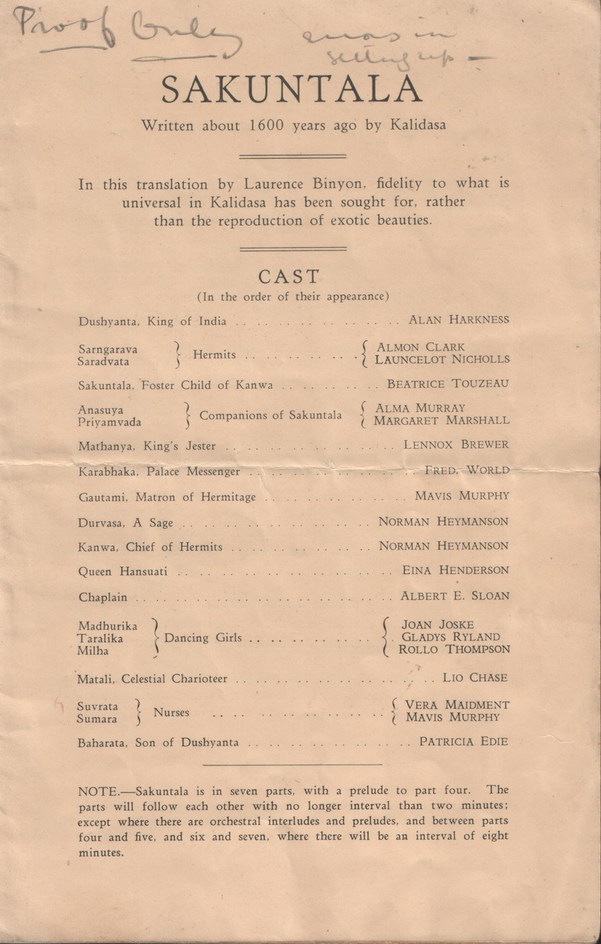 Proof Only
errors in
setting up —
SAKUNTALA
Written about 1600 years ago by Kalidasa
In this translation by Laurence Binyon, fidelity to what is
universal in Kalidasa has been sought for, rather
than the reproduction of exotic beauties.
CAST
(In the order of their appearance)
Dushyanta, King of India .. .. .. .. .. .. .. .. ALAN HARKNESS
Sarngarava } Hermits .. .. .. .. .. .. { ALMON CLARK
Saradvata } { LAUNCELOT NICHOLLS
Sakuntala, Foster Child of Kanwa .. .. .. .. .. BEATRICE TOUZEAU
Anasuya } Companions of Sakuntala { ALMA MURRAY
Priyamvada } { MARGARET MARSHALL
Mathanya, King's Jester .. .. .. .. .. .. .. .. LENNOX BREWER
Karabhaka, Palace Messenger .. .. .. .. .. .. .. .. FRED. WORLD
Gautami, Matron of Hermitage .. .. .. .. .. .. .. MAVIS MURPHY
Durvasa, A Sage .. .. .. .. .. .. .. .. .. NORMAN HEYMANSON
Kanwa, Chief of Hermits .. .. .. .. .. .. .. NORMAN HEYMANSON
Queen Hansuati .. .. .. .. .. .. .. .. .. .. EINA HENDERSON
Chaplain .. .. .. .. .. .. .. .. .. .. .. .. ALBERT E. SLOAN
Madhurika } { JOAN JOSKE
Taralika } Dancing Girls .. .. .. .. .. .. { GLADYS RYLAND
Milha } { ROLLO THOMPSON
Matali, Celestial Charioteer .. .. .. .. .. .. .. .. .. LIO CHASE
Suvrata } Nurses .. .. .. .. .. .. .. .. { VERA MAIDMENT
Sumara } { MAVIS MURPHY
Baharata, Son of Dushyanta .. .. .. .. .. .. .. .. PATRICIA EDIE
NOTE.—Sakuntala is in seven parts, with a prelude to part four. The
parts will follow each other with no longer interval than two minutes;
except where there are orchestral interludes and preludes, and between parts
four and five, and six and seven, where there will be an interval of eight
minutes.